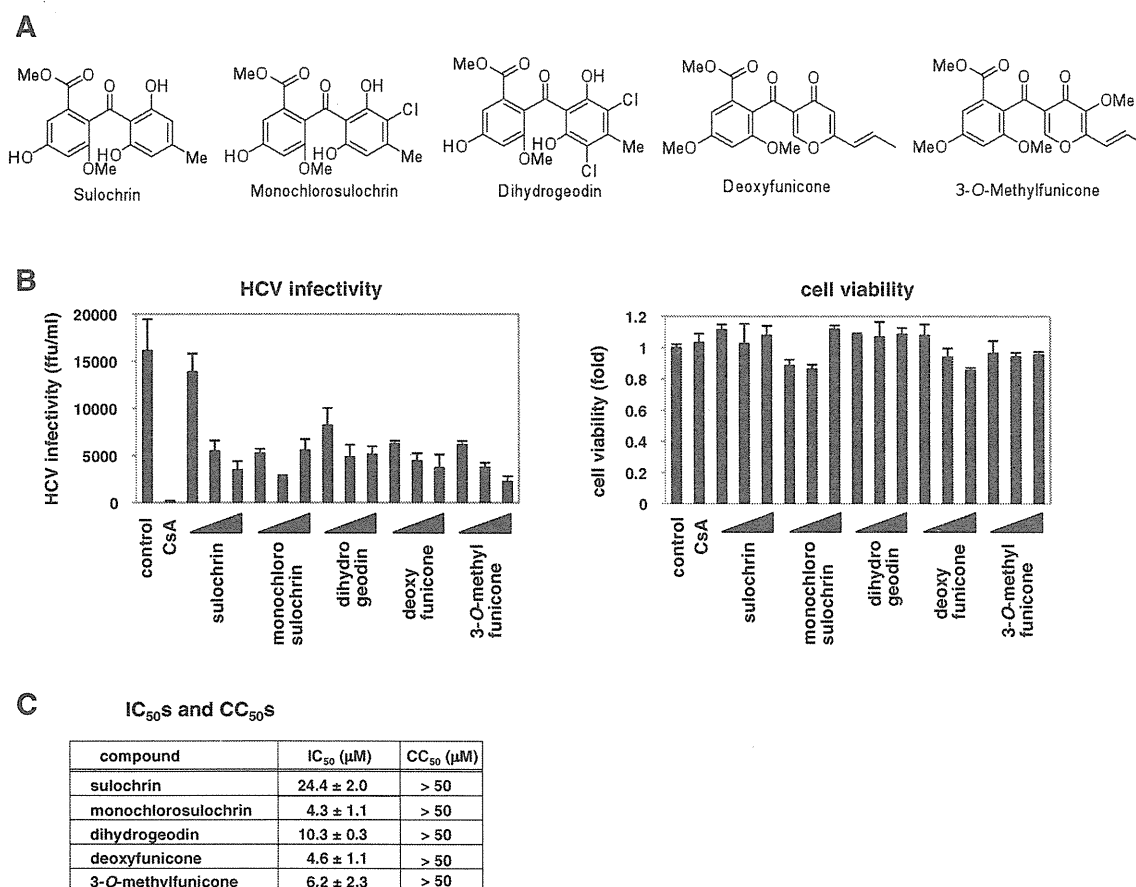 A
MeO O O OH
HO OMe HO Me
Sulochrin
MeO O O OH Cl
HO OMe HO Me
Monochlorosulochrin
MeO O O OH Cl
HO OMe HO Me Cl
Dihydrogeodin
MeO O O O
MeO OMe O
Deoxyfunicone
MeO O O O OMe
MeO OMe O
3-O-Methylfunicone
B
HCV infectivity
HCV infectivity (ffu/ml)
20000
15000
10000
5000
0
control
CsA
sulochrin
monochloro
sulochrin
dihydro
geodin
deoxy
funicone
3-O-methyl
funicone
cell viability
cell viability (fold)
1.2
1
0.8
0.6
0.4
0.2
0
control
CsA
sulochrin
monochloro
sulochrin
dihydro
geodin
deoxy
funicone
3-O-methyl
funicone
C
IC50s and CC50s
compound IC50 (µM) CC50 (µM)
sulochrin 24.4 ± 2.0 > 50
monochlorosulochrin 4.3 ± 1.1 > 50
dihydrogeodin 10.3 ± 0.3 > 50
deoxyfunicone 4.6 ± 1.1 > 50
3-O-methylfunicone 6.2 ± 2.3 > 50